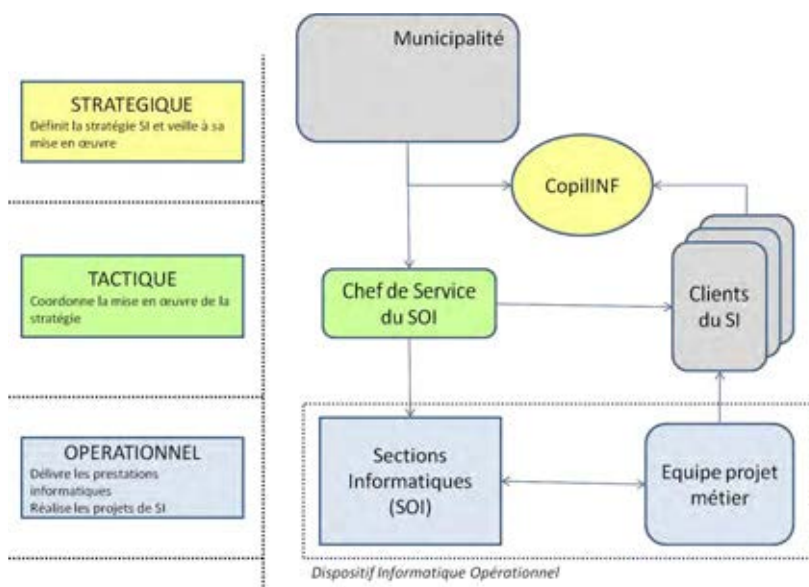 Municipalité
STRATEGIQUE
Définit la stratégie SI et veille à sa
mise en œuvre
CopilINF
TACTIQUE
Coordonne la mise en œuvre de la
stratégie
Chef de Service
du SOI
Clients
du SI
OPERATIONNEL
Délivre les prestations
informatiques
Réalise les projets de SI
Sections
Informatiques
(SOI)
Equipe projet
métier
Dispositif Informatique Opérationnel